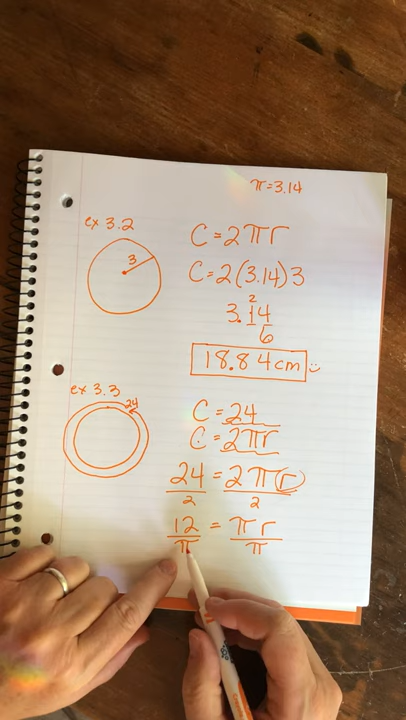 π=3.14
ex 3.2
3
C=2πr
C=2(3.14)3
2
3.14
6
18.84cm
ex 3.3
24
C=24
C=2πr
24 = 2π(r)
2 2
12 = πr
π π